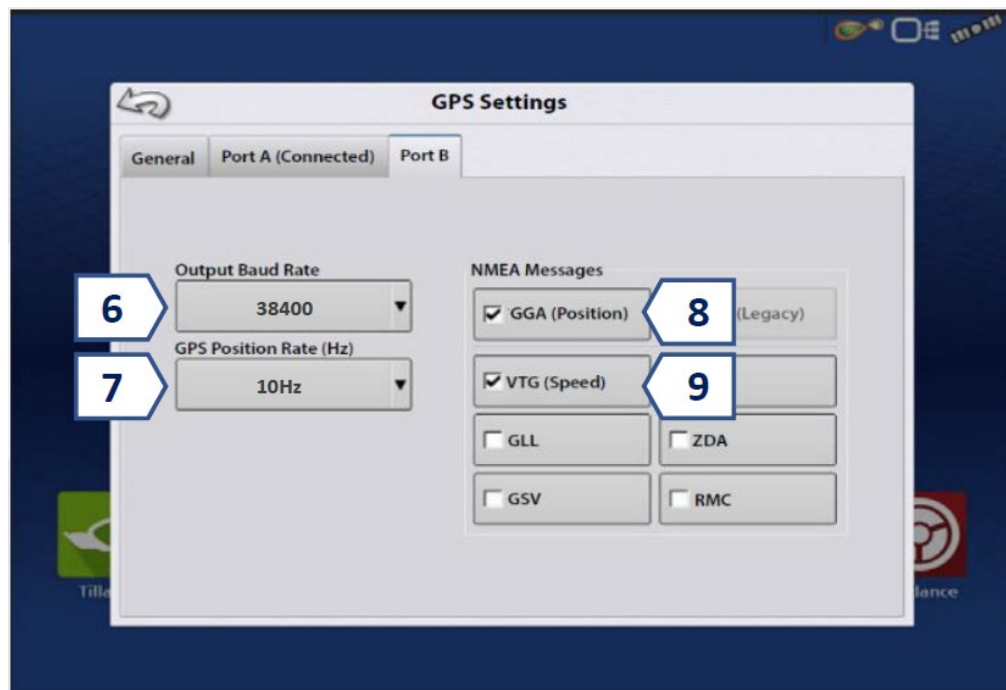 GPS Settings
General Port A (Connected) Port B
Output Baud Rate
6
38400
GPS Position Rate (Hz)
7
10Hz
NMEA Messages
GGA (Position)
8
(Legacy)
VTG (Speed)
9
GLL
ZDA
GSV
RMC
Tilla
dance